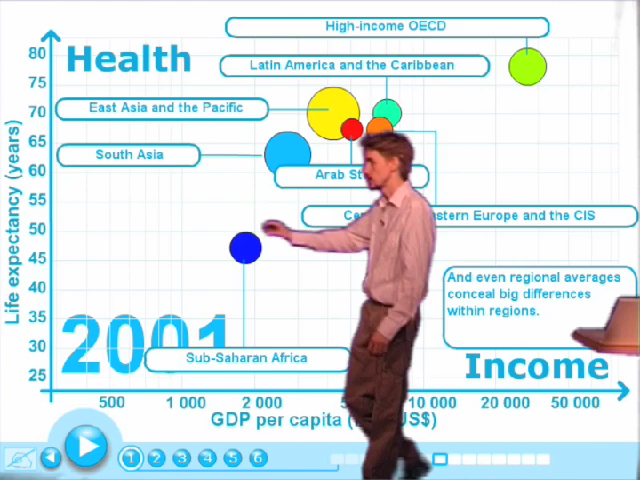 High-income OECD
Health
Latin America and the Caribbean
East Asia and the Pacific
South Asia
Arab
stern Europe and the CIS
And even regional averages
conceal big differences
within regions.
2001
Sub-Saharan Africa
Income
Life expectancy (years)
80
75
70
65
60
55
50
45
40
35
30
25
500 1 000 2 000 10 000 20 000 50 000
GDP per capita
US$)
1 2 3 4 5 6